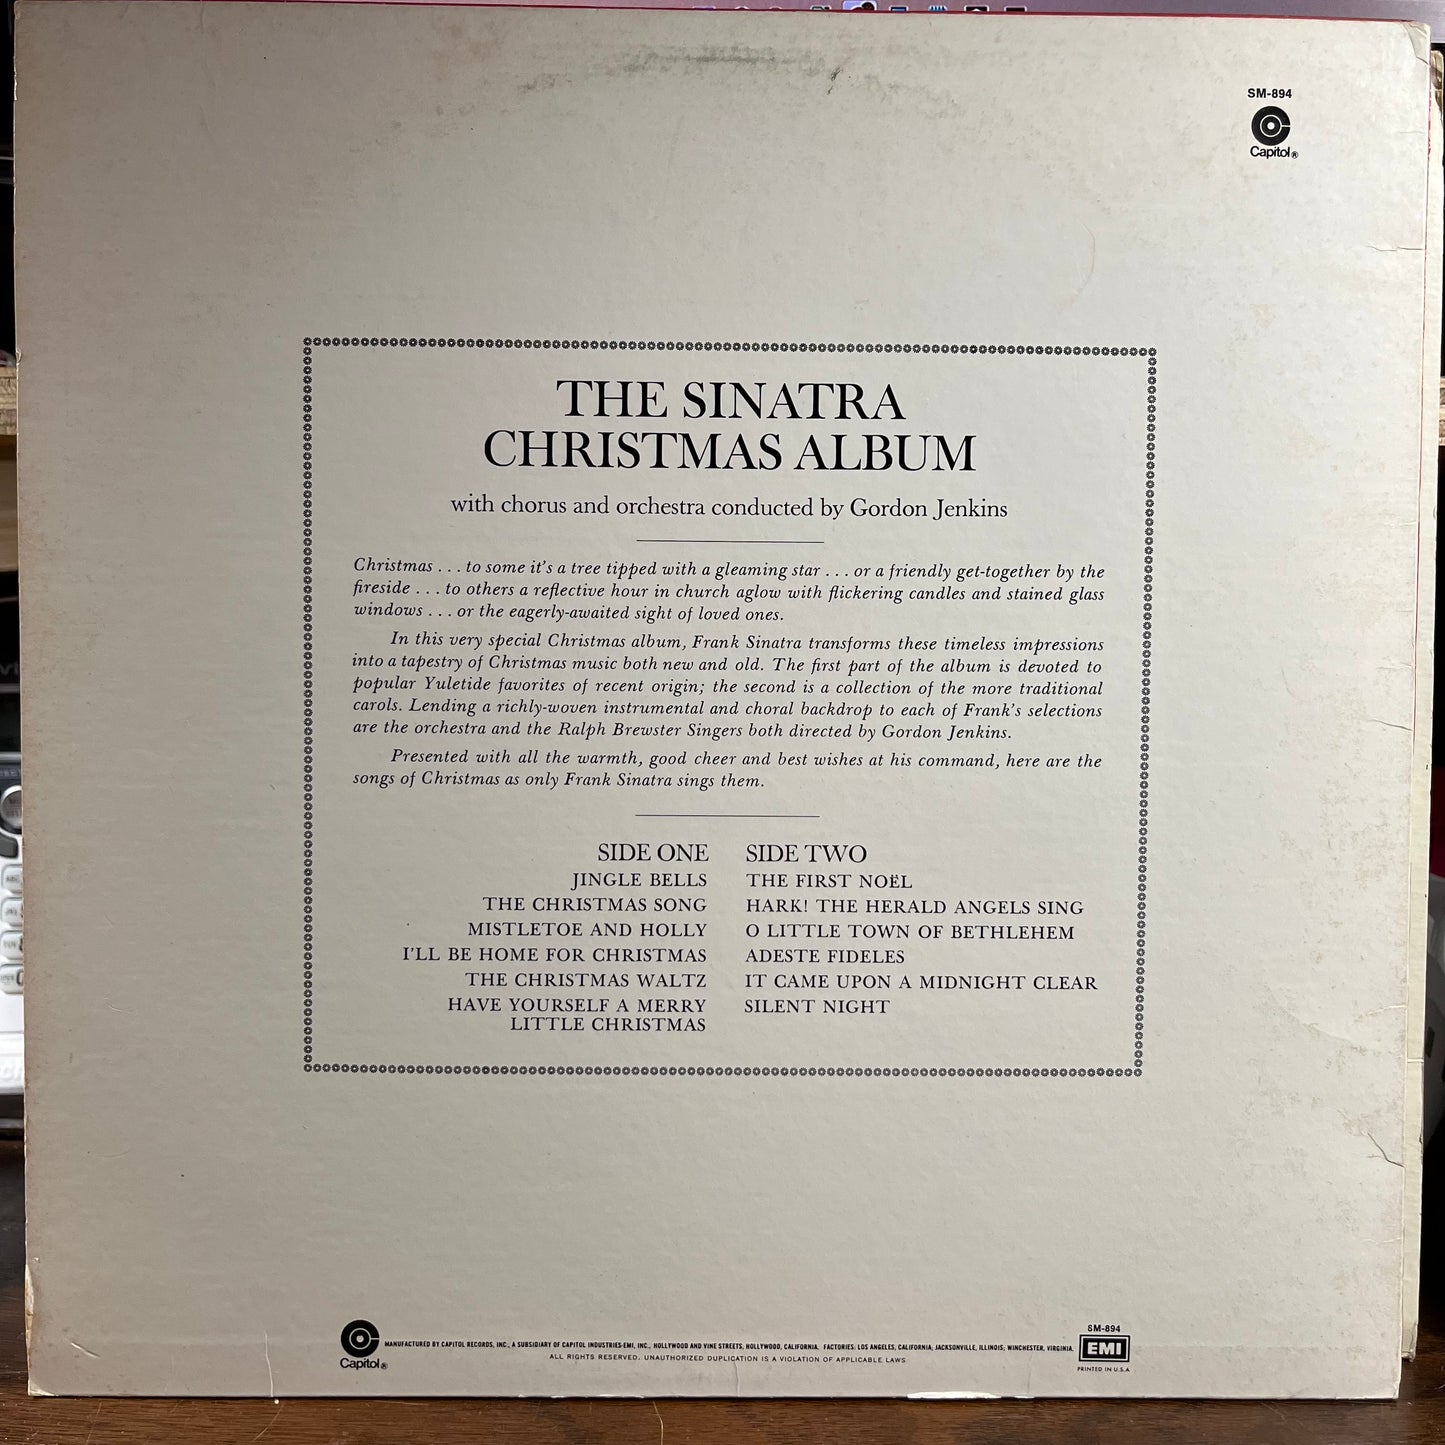 SM-894
Capitol®
THE SINATRA
CHRISTMAS ALBUM
with chorus and orchestra conducted by Gordon Jenkins
Christmas . . . to some it's a tree tipped with a gleaming star . . . or a friendly get-together by the
fireside . . . to others a reflective hour in church aglow with flickering candles and stained glass
windows . . . or the eagerly-awaited sight of loved ones.
In this very special Christmas album, Frank Sinatra transforms these timeless impressions
into a tapestry of Christmas music both new and old. The first part of the album is devoted to
popular Yuletide favorites of recent origin; the second is a collection of the more traditional
carols. Lending a richly-woven instrumental and choral backdrop to each of Frank's selections
are the orchestra and the Ralph Brewster Singers both directed by Gordon Jenkins.
Presented with all the warmth, good cheer and best wishes at his command, here are the
songs of Christmas as only Frank Sinatra sings them.
SIDE ONE
JINGLE BELLS
THE CHRISTMAS SONG
MISTLETOE AND HOLLY
I'LL BE HOME FOR CHRISTMAS
THE CHRISTMAS WALTZ
HAVE YOURSELF A MERRY
LITTLE CHRISTMAS
SIDE TWO
THE FIRST NOËL
HARK! THE HERALD ANGELS SING
O LITTLE TOWN OF BETHLEHEM
ADESTE FIDELES
IT CAME UPON A MIDNIGHT CLEAR
SILENT NIGHT
Capitol®
MANUFACTURED BY CAPITOL RECORDS, INC., A SUBSIDIARY OF CAPITOL INDUSTRIES-EMI, INC., HOLLYWOOD AND VINE STREETS, HOLLYWOOD, CALIFORNIA. FACTORIES: LOS ANGELES, CALIFORNIA, JACKSONVILLE, ILLINOIS; WINCHESTER, VIRGINIA.
ALL RIGHTS RESERVED. UNAUTHORIZED DUPLICATION IS A VIOLATION OF APPLICABLE LAWS
SM-894
EMI
PRINTED IN U.S.A.